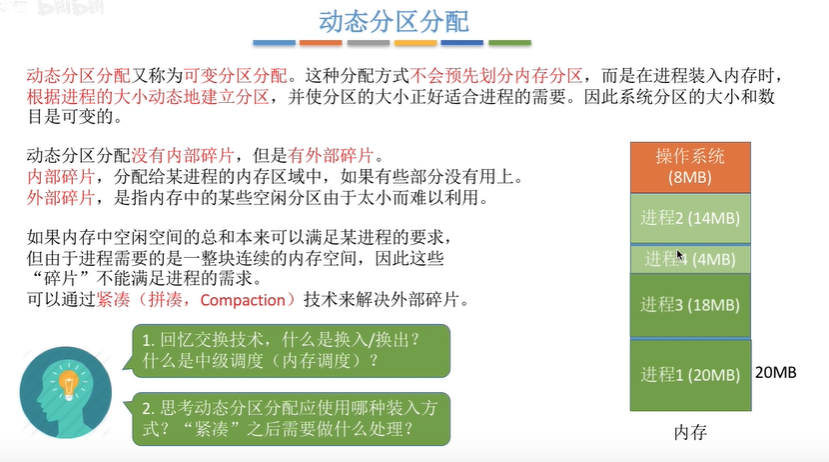 bilibili
动态分区分配
动态分区分配又称为可变分区分配。这种分配方式不会预先划分内存分区，而是在进程装入内存时，
根据进程的大小动态地建立分区，并使分区的大小正好适合进程的需要。因此系统分区的大小和数
目是可变的。
动态分区分配没有内部碎片，但是有外部碎片。
内部碎片，分配给某进程的内存区域中，如果有些部分没有用上。
外部碎片，是指内存中的某些空闲分区由于太小而难以利用。
如果内存中空闲空间的总和本来可以满足某进程的要求，
但由于进程需要的是一整块连续的内存空间，因此这些
“碎片”不能满足进程的需求。
可以通过紧凑（拼凑，Compaction）技术来解决外部碎片。
1. 回忆交换技术，什么是换入/换出？
什么是中级调度（内存调度）？
2. 思考动态分区分配应使用哪种装入方
式？“紧凑”之后需要做什么处理？
操作系统
(8MB)
进程2 (14MB)
进程4 (4MB)
进程3 (18MB)
进程1 (20MB)
20MB
内存